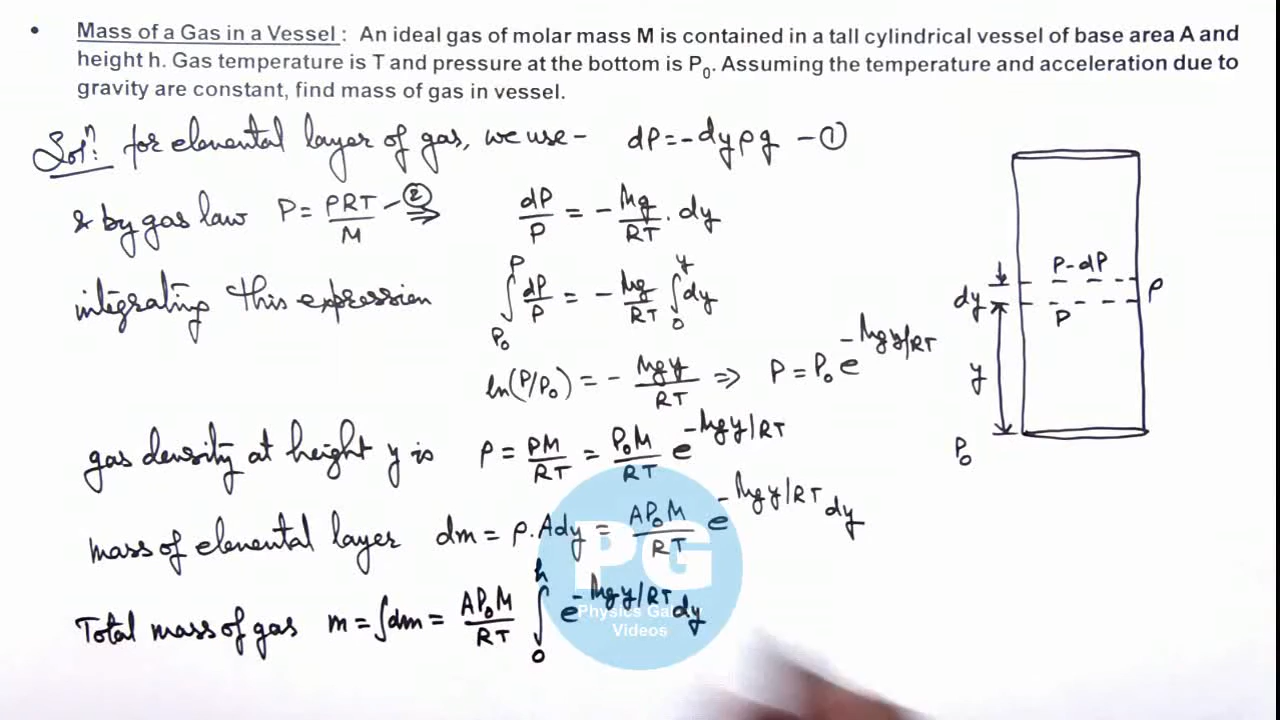 • Mass of a Gas in a Vessel : An ideal gas of molar mass M is contained in a tall cylindrical vessel of base area A and
height h. Gas temperature is T and pressure at the bottom is P₀. Assuming the temperature and acceleration due to
gravity are constant, find mass of gas in vessel.
Solⁿ: for elemental layer of gas, we use – dP = -dyρg – ①
& by gas law P = ρRT/M – ② ⇒ dP/P = - Mg/RT . dy
integrating this expression ∫_{P₀}^{P} dP/P = - Mg/RT ∫_{0}^{y} dy
ln(P/P₀) = - Mgy/RT ⇒ P = P₀ e^{-Mgy/RT}
gas density at height y is ρ = PM/RT = P₀M/RT e^{-Mgy/RT}
mass of elemental layer dm = ρ.Ady = AP₀M/RT e^{-Mgy/RT} dy
Total mass of gas m = ∫dm = AP₀M/RT ∫_{0}^{h} e^{-Mgy/RT} dy
P-dP
dy
P
ρ
y
P₀
PG
Physics Galaxy
Videos